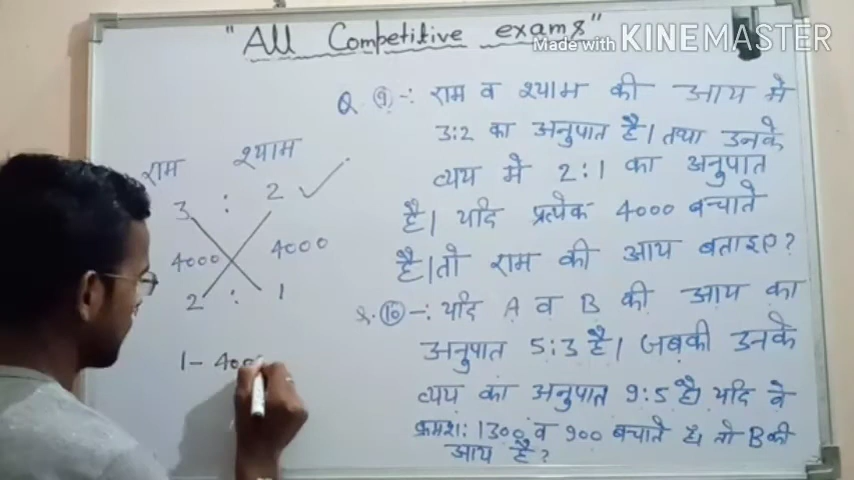 "All Competitive exams"
Made with KINEMASTER
Q. 9 -: राम व श्याम की आय मे
3:2 का अनुपात है। तथा उनके
व्यय मे 2:1 का अनुपात
है। यदि प्रत्येक 4000 बचाते
है। तो राम की आय बताइए?
Q. 10 -: यदि A व B की आय का
अनुपात 5:3 है। जबकी उनके
व्यय का अनुपात 9:5 है। यदि वे
क्रमश: 1300 व 900 बचाते है। तो B की
आय है?
राम श्याम
3 : 2
4000 4000
2 : 1
1 - 400